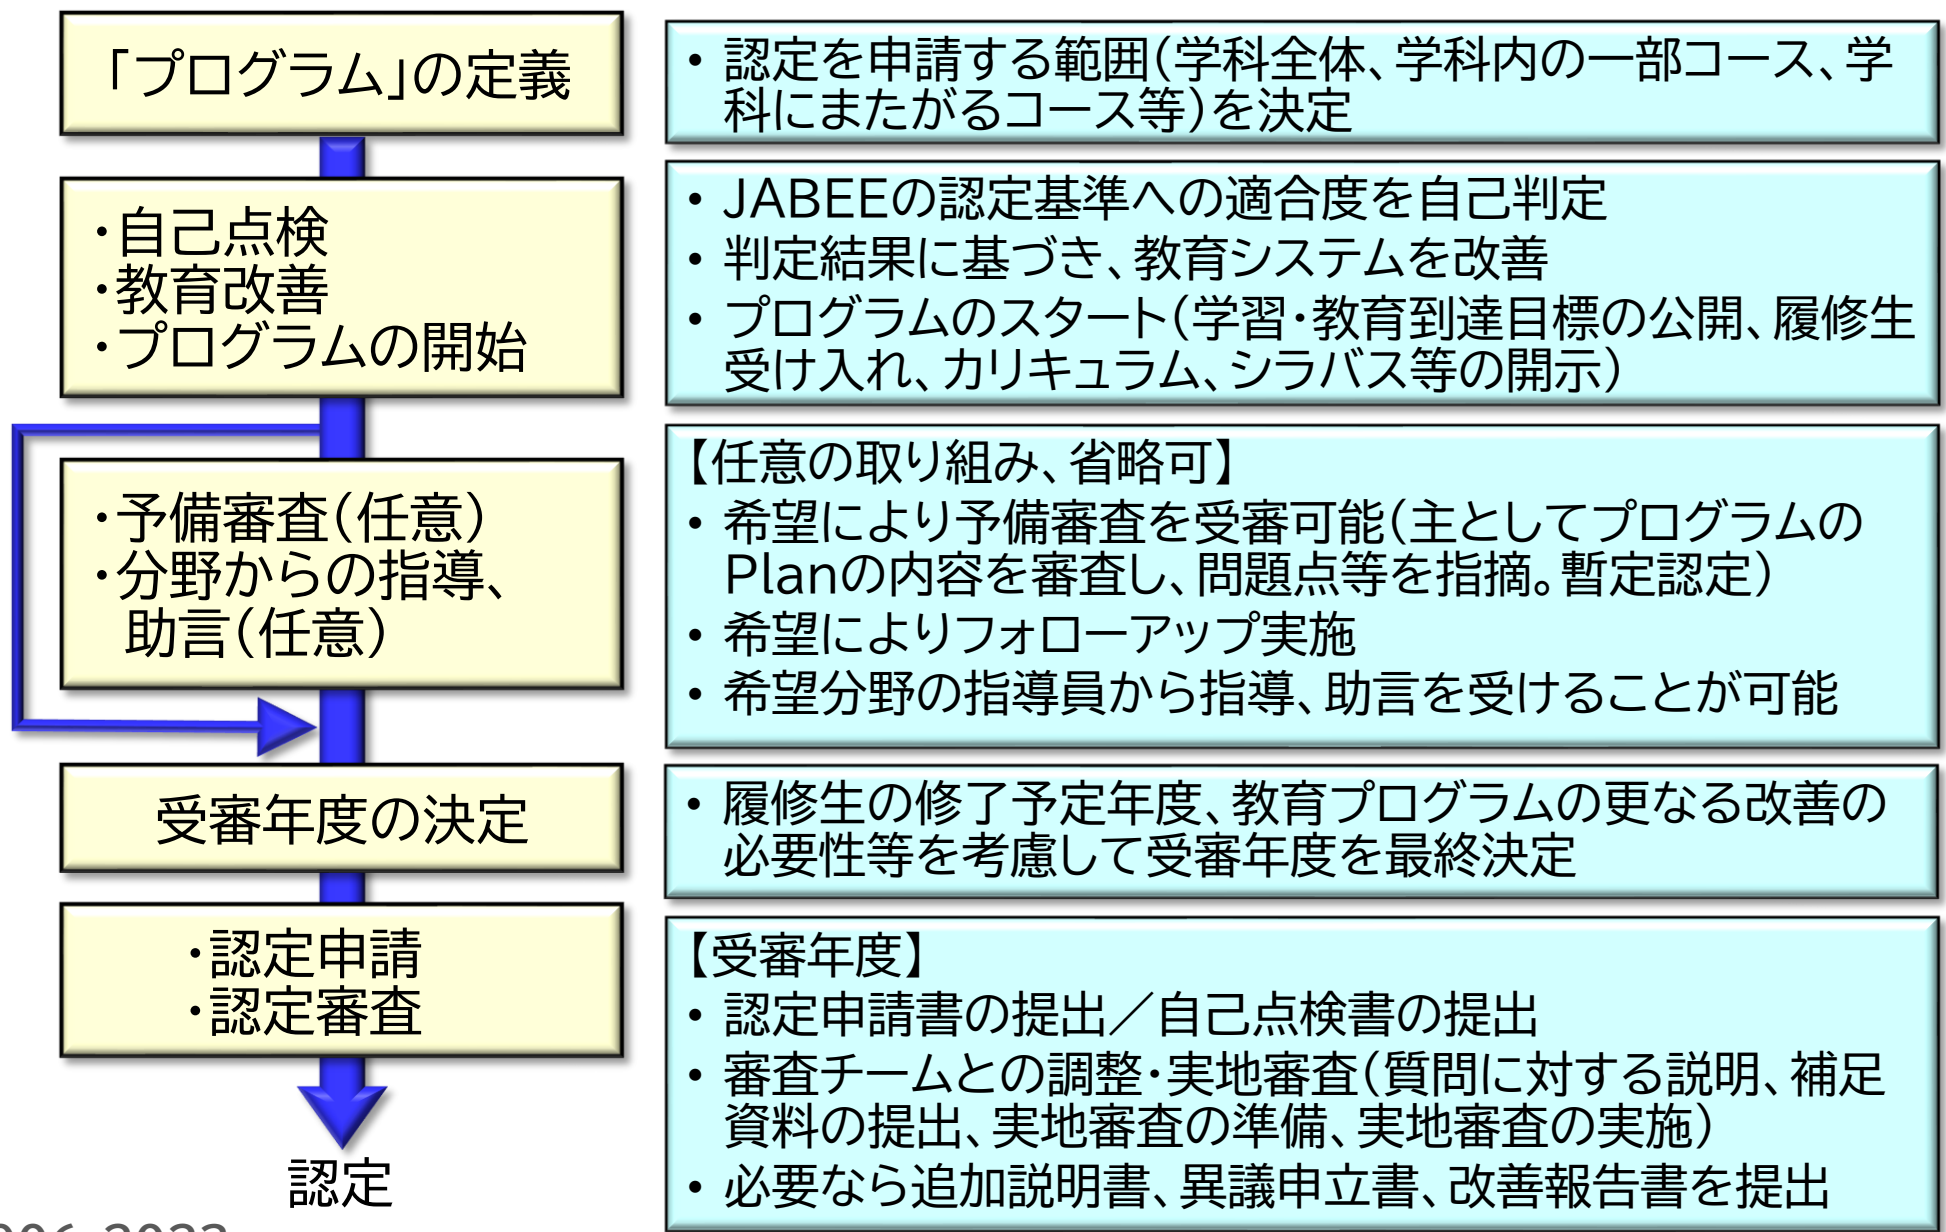 「プログラム」の定義
• 認定を申請する範囲（学科全体、学科内の一部コース、学
科にまたがるコース等）を決定
・自己点検
・教育改善
・プログラムの開始
• JABEEの認定基準への適合度を自己判定
• 判定結果に基づき、教育システムを改善
• プログラムのスタート（学習・教育到達目標の公開、履修生
受け入れ、カリキュラム、シラバス等の開示）
・予備審査（任意）
・分野からの指導、
助言（任意）
【任意の取り組み、省略可】
• 希望により予備審査を受審可能（主としてプログラムの
Planの内容を審査し、問題点等を指摘。暫定認定）
• 希望によりフォローアップ実施
• 希望分野の指導員から指導、助言を受けることが可能
受審年度の決定
• 履修生の修了予定年度、教育プログラムの更なる改善の
必要性等を考慮して受審年度を最終決定
・認定申請
・認定審査
【受審年度】
• 認定申請書の提出／自己点検書の提出
• 審査チームとの調整・実地審査（質問に対する説明、補足
資料の提出、実地審査の準備、実地審査の実施）
• 必要なら追加説明書、異議申立書、改善報告書を提出
認定